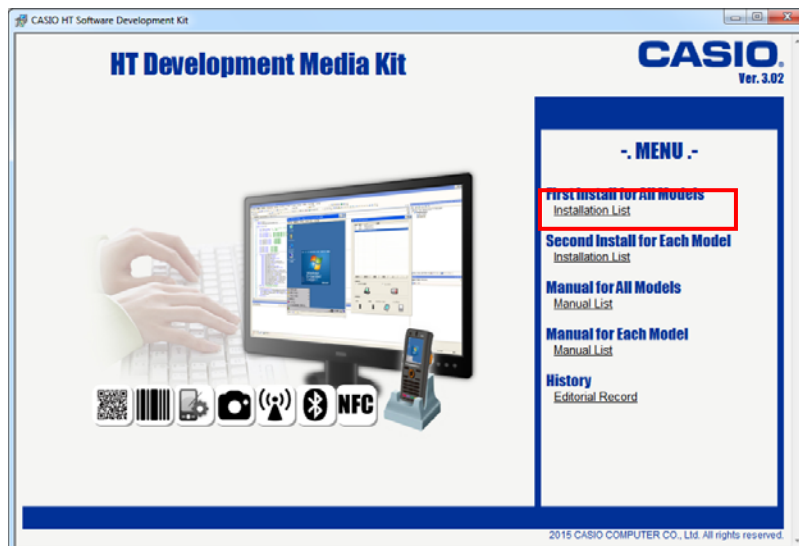 CASIO HT Software Development Kit
HT Development Media Kit
CASIO.
Ver. 3.02
-. MENU .-
First Install for All Models
Installation List
Second Install for Each Model
Installation List
Manual for All Models
Manual List
Manual for Each Model
Manual List
History
Editorial Record
NFC
2015 CASIO COMPUTER CO., Ltd. All rights reserved.